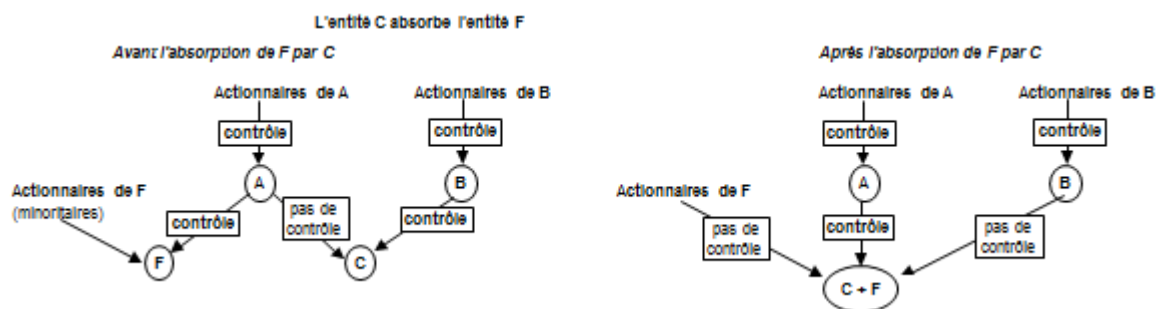 L'entité C absorbe l'entité F
Avant l'absorption de F par C
Après l'absorption de F par C
Actionnaires de A
Actionnaires de B
contrôle
contrôle
A
B
Actionnaires de F
(minoritaires)
contrôle
pas de
contrôle
contrôle
F
C
Actionnaires de A
Actionnaires de B
contrôle
contrôle
A
B
Actionnaires de F
pas de
contrôle
contrôle
pas de
contrôle
C + F